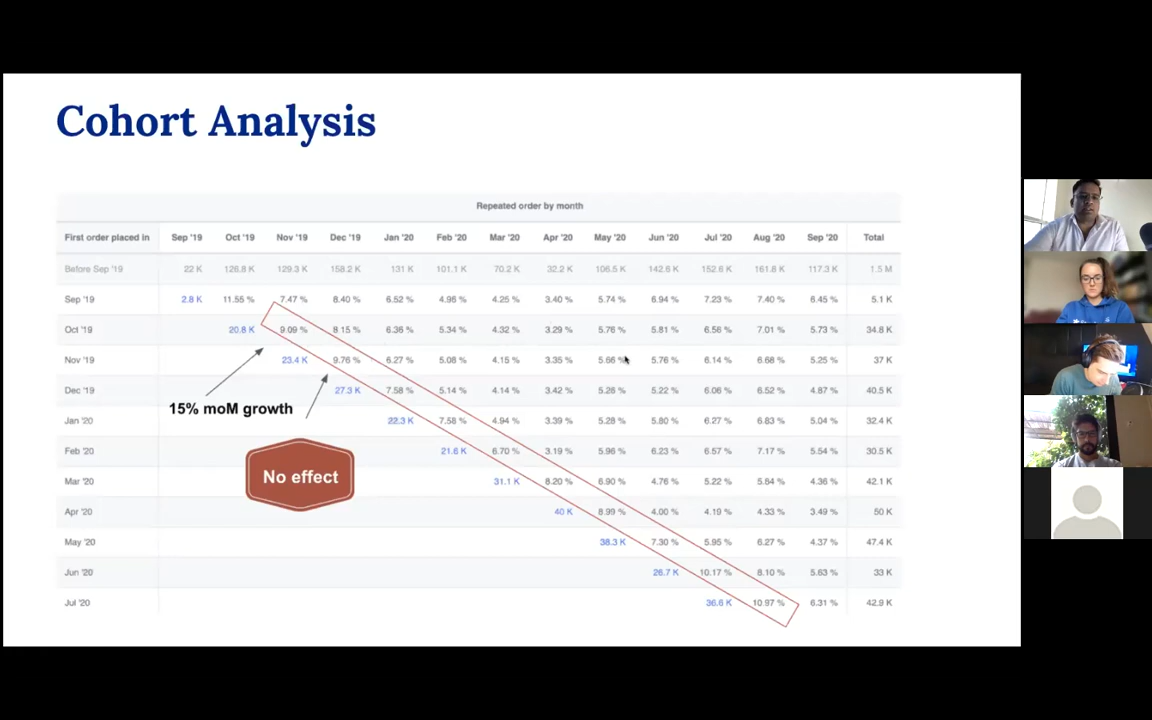 Cohort Analysis
Repeated order by month
First order placed in Sep '19 Oct '19 Nov '19 Dec '19 Jan '20 Feb '20 Mar '20 Apr '20 May '20 Jun '20 Jul '20 Aug '20 Sep '20 Total
Before Sep '19 22 K 126.8 K 129.3 K 158.2 K 131 K 101.1 K 70.2 K 32.2 K 106.5 K 142.6 K 152.6 K 161.8 K 117.3 K 1.5 M
Sep '19 2.8 K 11.55 % 7.47 % 8.40 % 6.52 % 4.96 % 4.25 % 3.40 % 5.74 % 6.94 % 7.23 % 7.40 % 6.45 % 5.1 K
Oct '19 20.8 K 9.09 % 8.15 % 6.36 % 5.34 % 4.32 % 3.29 % 5.76 % 5.81 % 6.56 % 7.01 % 5.73 % 34.8 K
Nov '19 23.4 K 9.76 % 6.27 % 5.08 % 4.15 % 3.35 % 5.66 % 5.76 % 6.14 % 6.68 % 5.25 % 37 K
Dec '19 27.3 K 7.58 % 5.14 % 4.14 % 3.42 % 5.26 % 5.22 % 6.06 % 6.52 % 4.87 % 40.5 K
15% moM growth
Jan '20 22.3 K 7.58 % 4.94 % 3.39 % 5.28 % 5.80 % 6.27 % 6.83 % 5.04 % 32.4 K
Feb '20 21.6 K 6.70 % 3.19 % 5.96 % 6.23 % 6.57 % 7.17 % 5.54 % 30.5 K
No effect
Mar '20 31.1 K 8.20 % 6.90 % 4.76 % 5.22 % 5.64 % 4.36 % 42.1 K
Apr '20 40 K 8.99 % 4.00 % 4.19 % 4.33 % 3.49 % 50 K
May '20 38.3 K 7.30 % 5.95 % 6.27 % 4.37 % 47.4 K
Jun '20 26.7 K 10.17 % 8.10 % 5.63 % 33 K
Jul '20 36.6 K 10.97 % 6.31 % 42.9 K